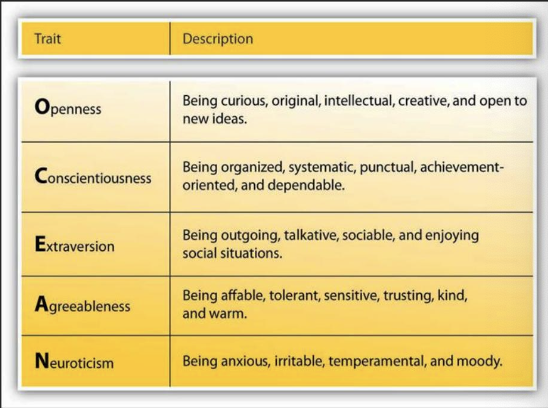 Trait Description
Openness
Being curious, original, intellectual, creative, and open to
new ideas.
Conscientiousness
Being organized, systematic, punctual, achievement-
oriented, and dependable.
Extraversion
Being outgoing, talkative, sociable, and enjoying
social situations.
Agreeableness
Being affable, tolerant, sensitive, trusting, kind,
and warm.
Neuroticism
Being anxious, irritable, temperamental, and moody.